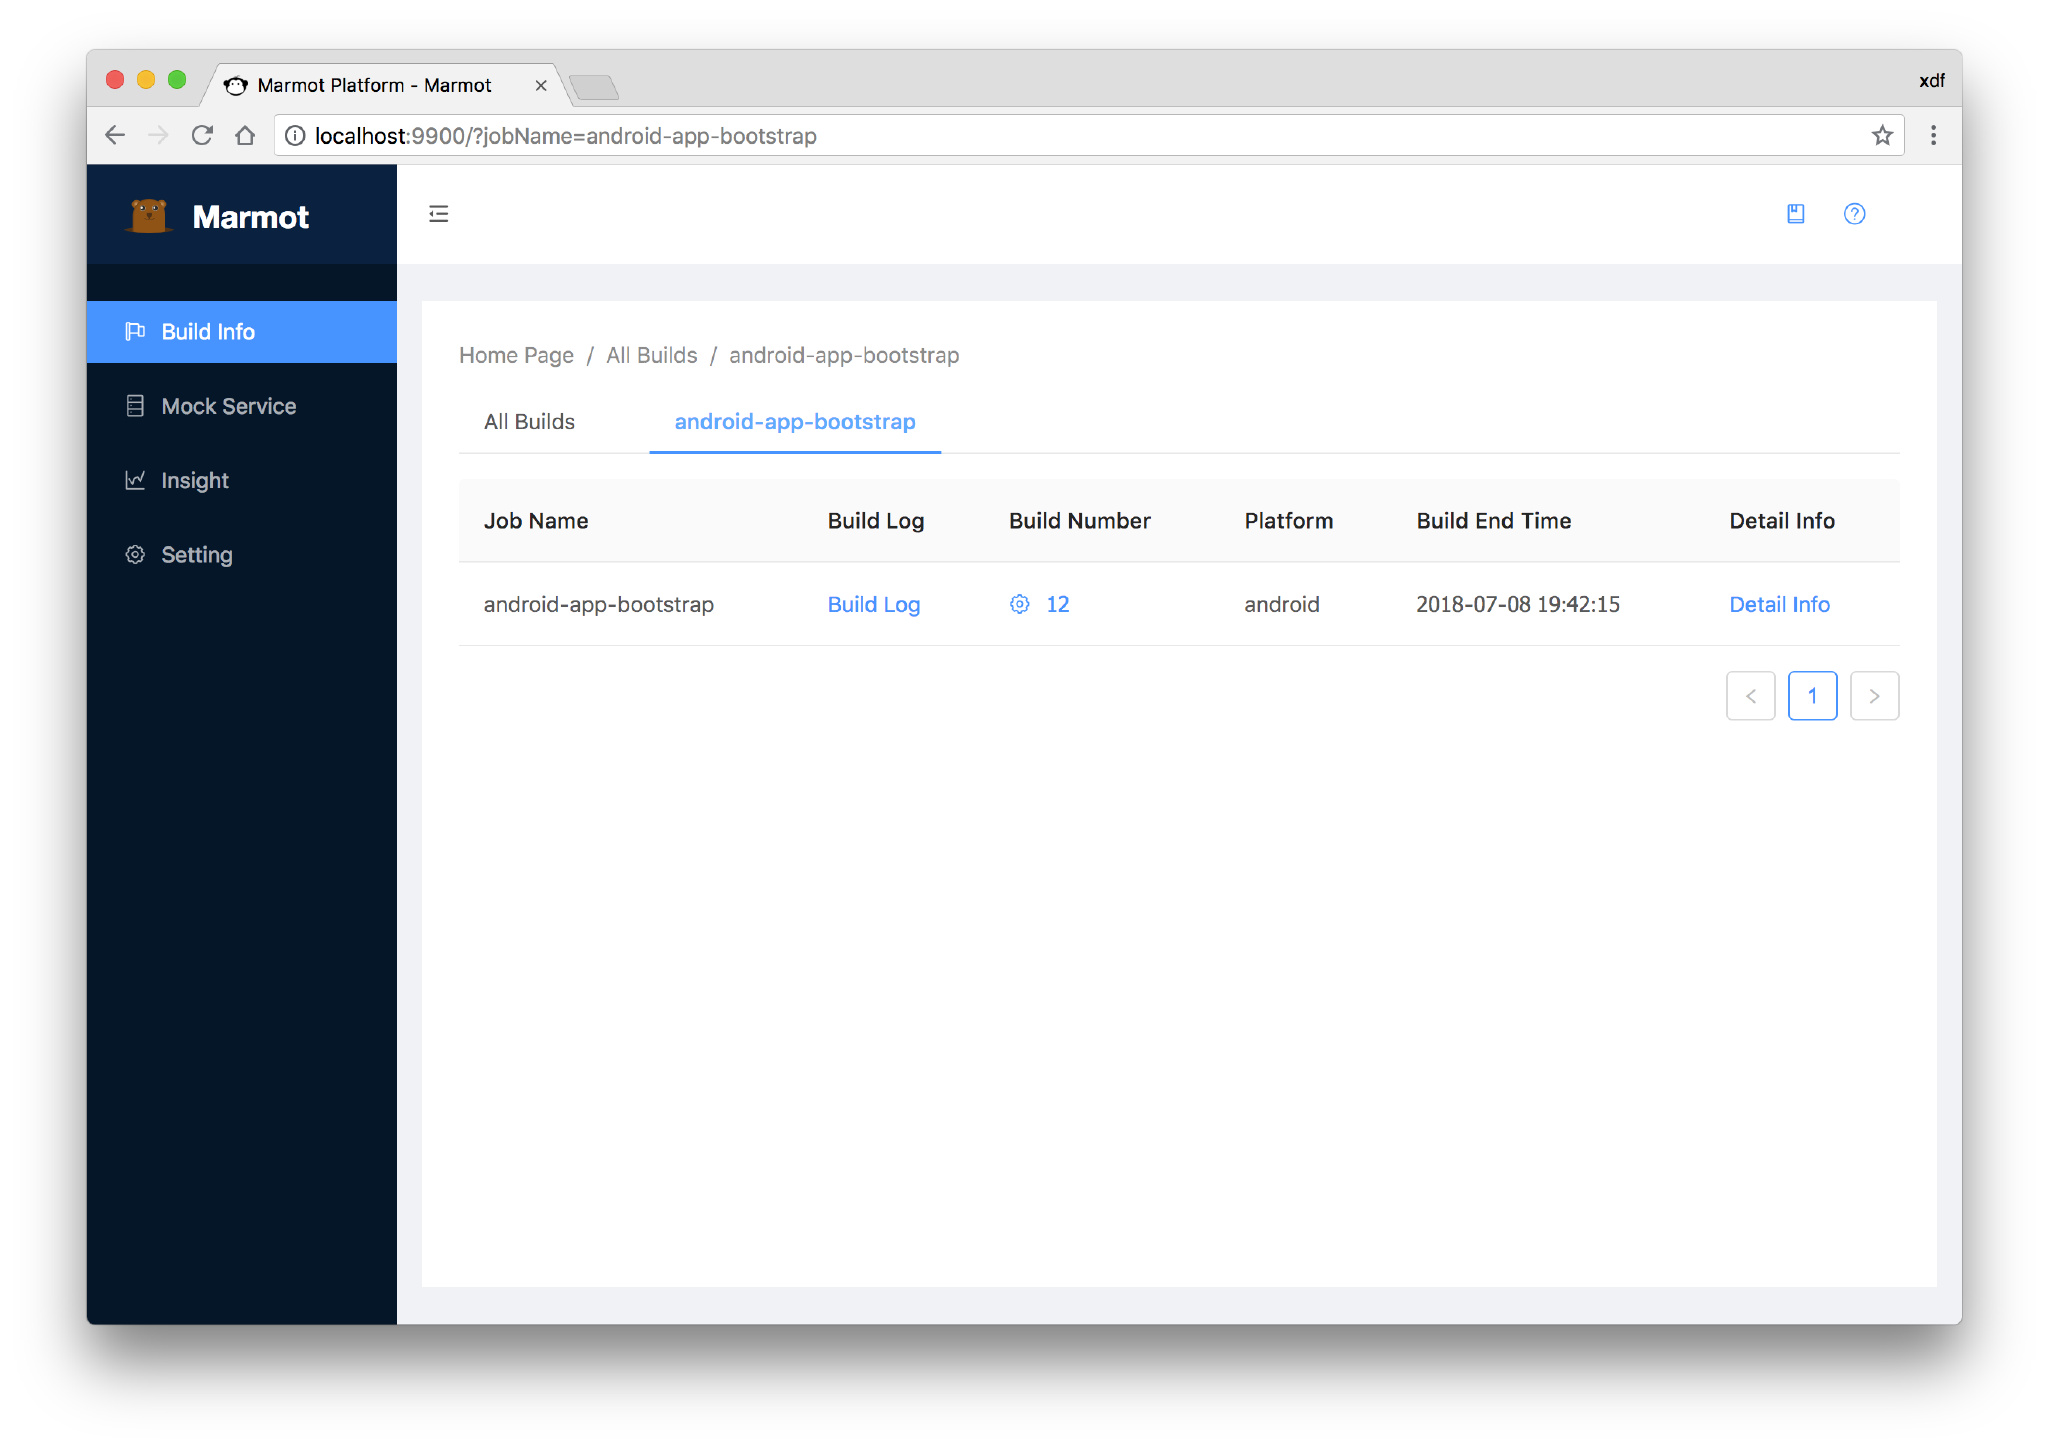 Marmot Platform - Marmot
xdf
localhost:9900/?jobName=android-app-bootstrap
Marmot
Build Info
Mock Service
Insight
Setting
Home Page / All Builds / android-app-bootstrap
All Builds android-app-bootstrap
Job Name Build Log Build Number Platform Build End Time Detail Info
android-app-bootstrap Build Log 12 android 2018-07-08 19:42:15 Detail Info
< 1 >